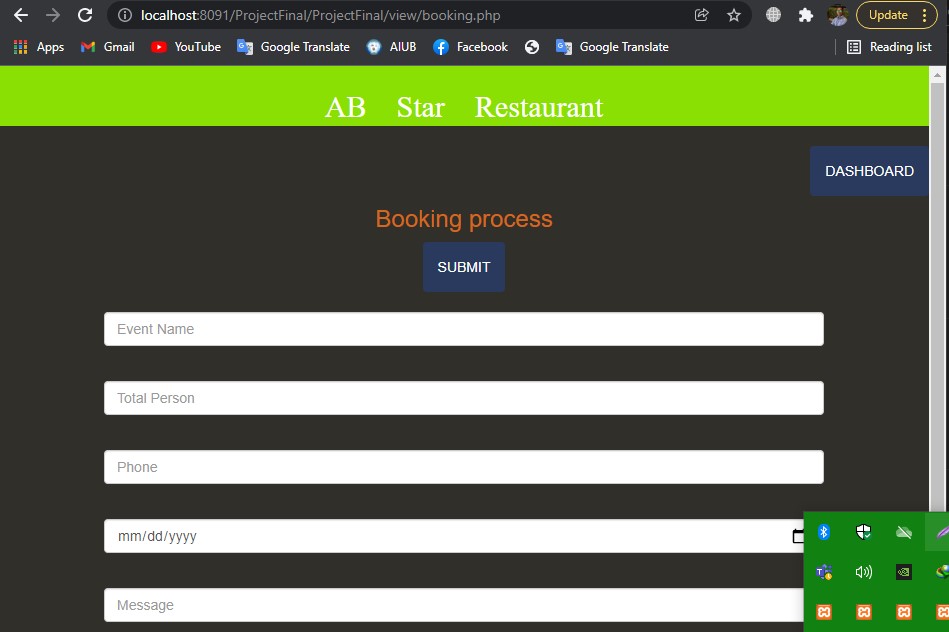 localhost:8091/ProjectFinal/ProjectFinal/view/booking.php Update
Apps Gmail YouTube Google Translate AIUB Facebook Google Translate Reading list
AB Star Restaurant
DASHBOARD
Booking process
SUBMIT
Event Name
Total Person
Phone
mm/dd/yyyy
Message